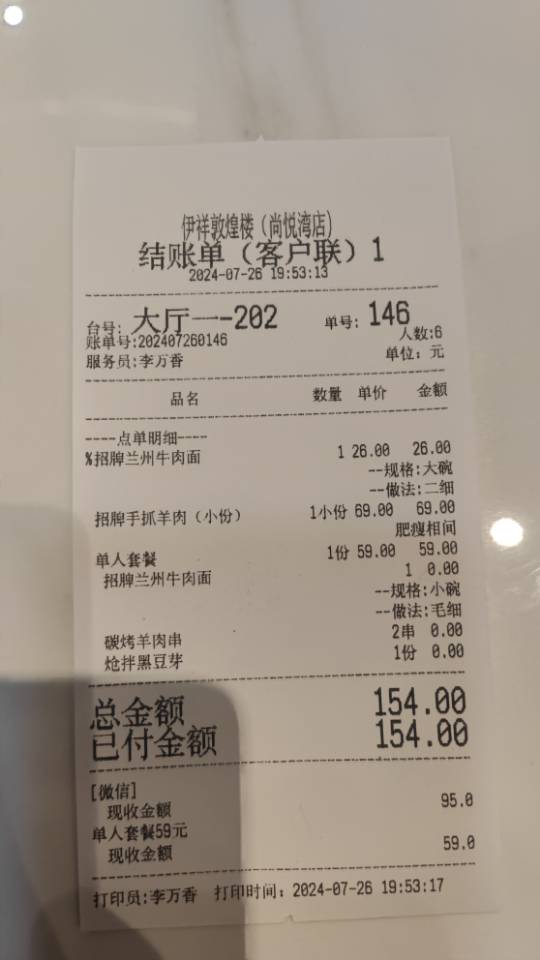 伊祥敦煌楼（尚悦湾店）
结账单（客户联）1
2024-07-26 19:53:13
台号: 大厅一-202 单号: 146
账单号:202407260146 人数:6
服务员:李万香 单位: 元
品名 数量 单价 金额
----点单明细----
%招牌兰州牛肉面 1 26.00 26.00
--规格:大碗
--做法:二细
招牌手抓羊肉（小份） 1小份 69.00 69.00
肥瘦相间
单人套餐 1份 59.00 59.00
招牌兰州牛肉面 1 0.00
--规格:小碗
--做法:毛细
碳烤羊肉串 2串 0.00
炝拌黑豆芽 1份 0.00
总金额 154.00
已付金额 154.00
[微信]
现收金额 95.0
单人套餐59元
现收金额 59.0
打印员:李万香 打印时间: 2024-07-26 19:53:17